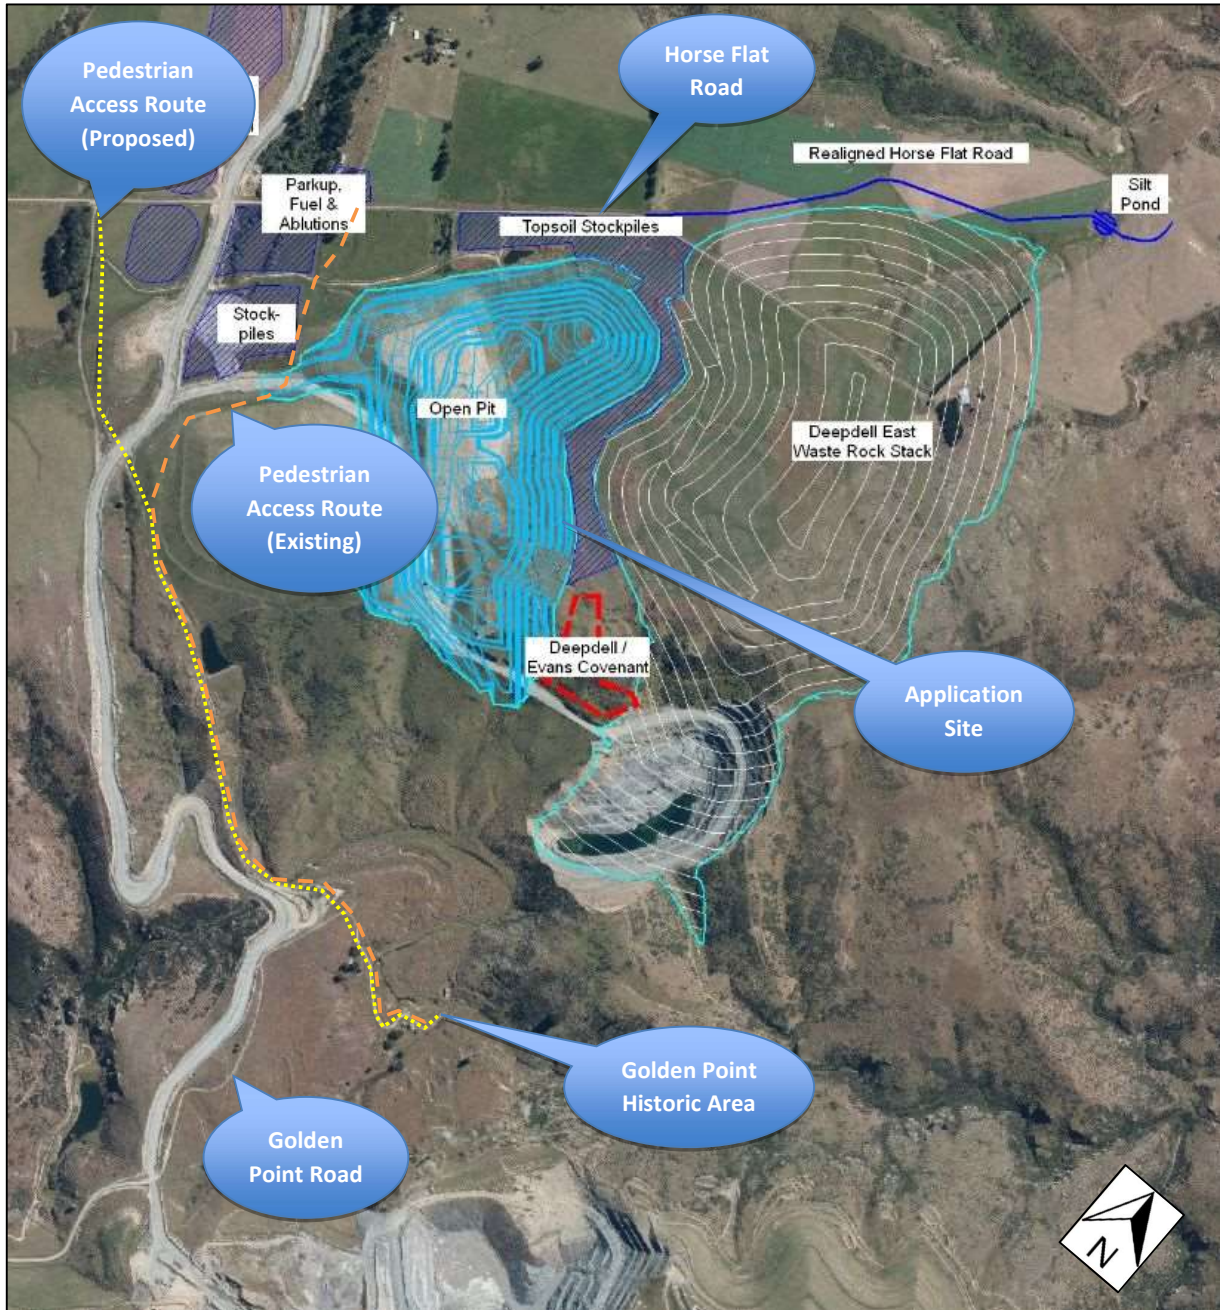 Pedestrian
Access Route
(Proposed)
Horse Flat
Road
Realigned Horse Flat Road
Silt
Pond
Parkup,
Fuel &
Ablutions
Topsoil Stockpiles
Stock-
piles
Open Pit
Deepdell East
Waste Rock Stack
Pedestrian
Access Route
(Existing)
Deepdell /
Evans Covenant
Application
Site
Golden Point
Historic Area
Golden
Point Road
N